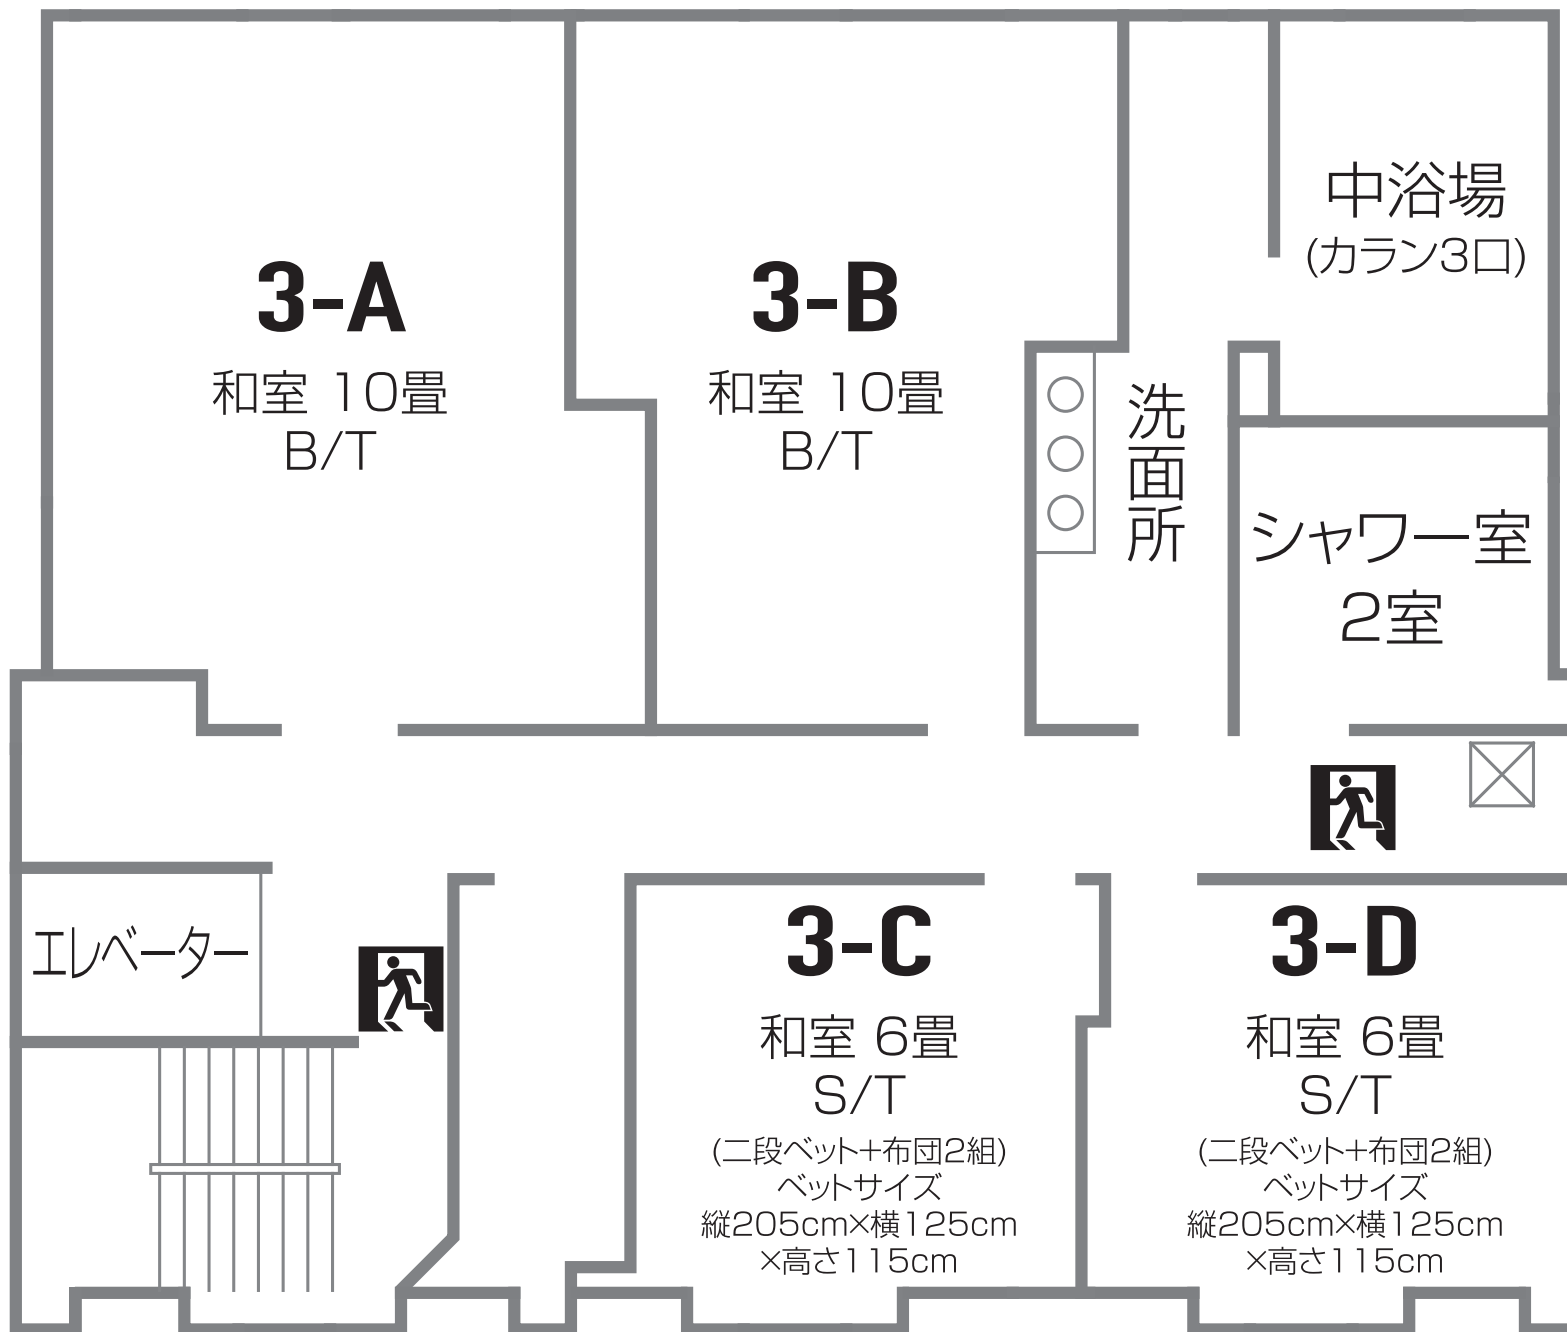 3-A
和室 10畳
B/T
3-B
和室 10畳
B/T
洗面所
中浴場
(カラン3口)
シャワー室
2室
エレベーター
3-C
和室 6畳
S/T
(二段ベット+布団2組)
ベットサイズ
縦205cm×横125cm
×高さ115cm
3-D
和室 6畳
S/T
(二段ベット+布団2組)
ベットサイズ
縦205cm×横125cm
×高さ115cm